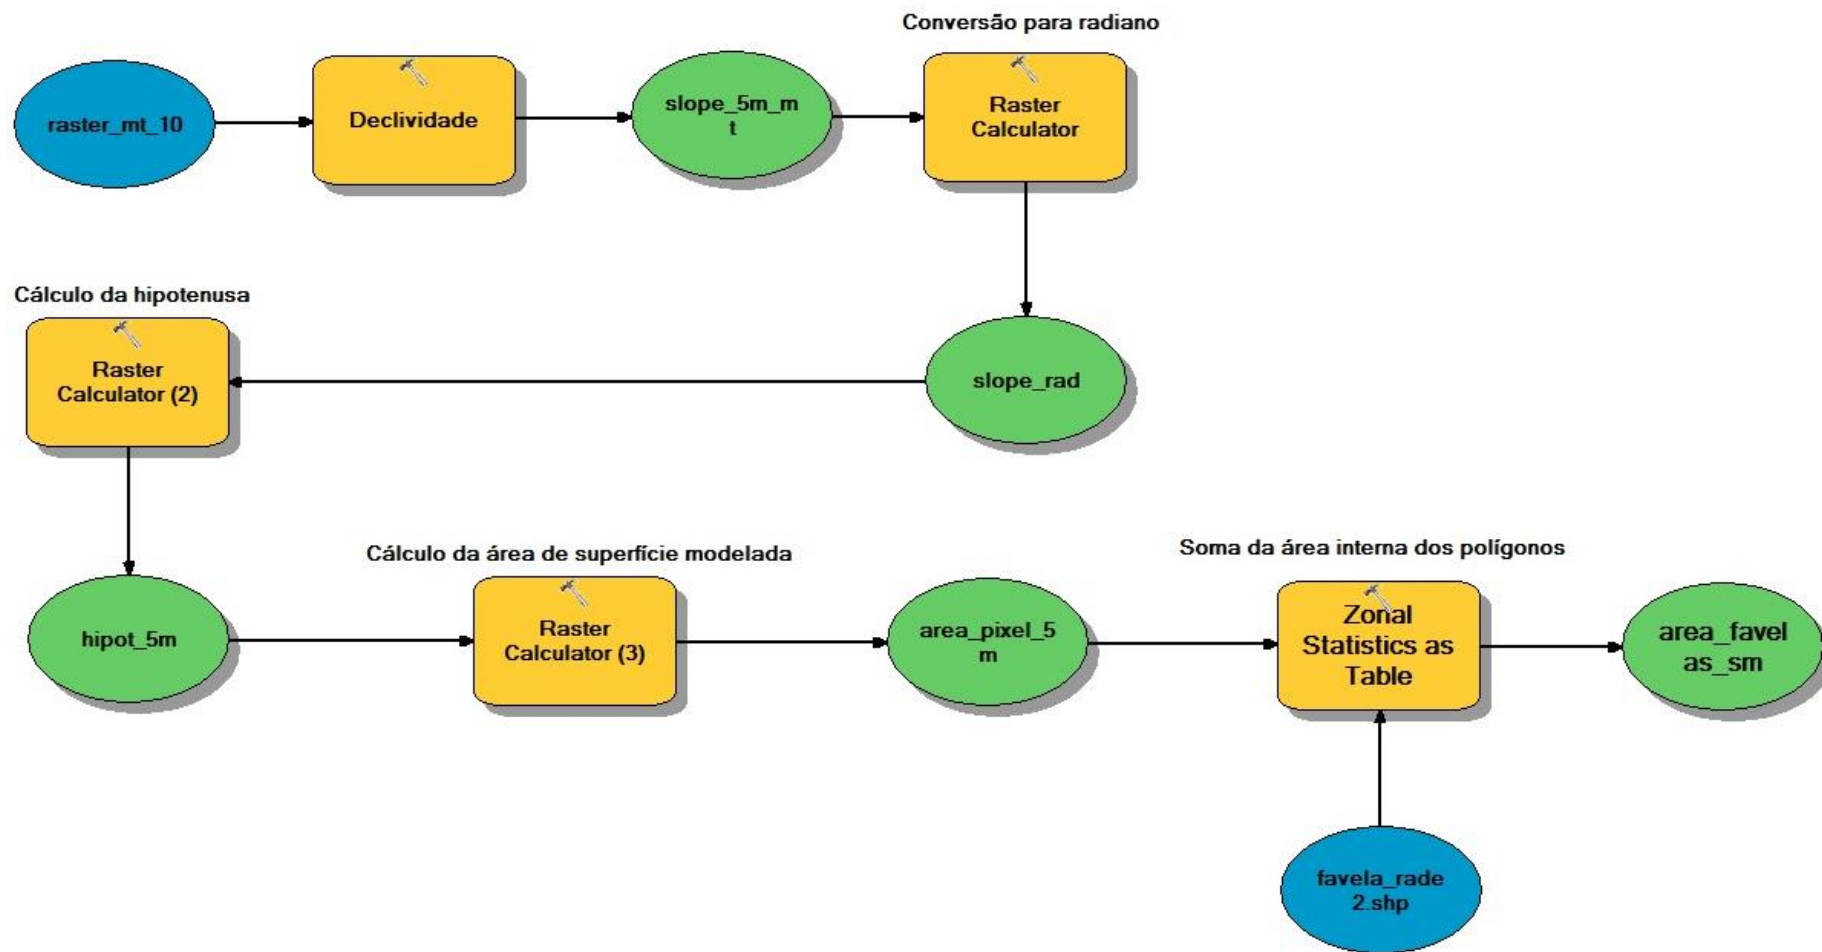 Conversão para radiano
raster_mt_10
Declividade
slope_5m_m
t
Raster
Calculator
slope_rad
Cálculo da hipotenusa
Raster
Calculator (2)
hipot_5m
Cálculo da área de superfície modelada
Raster
Calculator (3)
area_pixel_5
m
Soma da área interna dos polígonos
Zonal
Statistics as
Table
area_favel
as_sm
favela_rade
2.shp